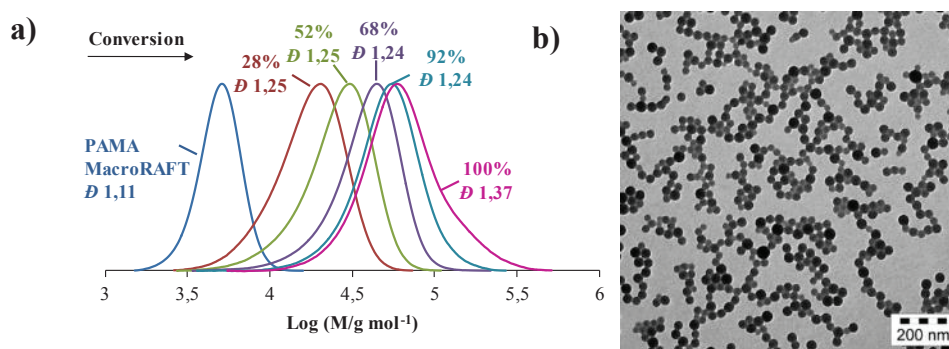 a)
Conversion
PAMA
MacroRAFT
Đ 1,11
28%
Đ 1,25
52%
Đ 1,25
68%
Đ 1,24
92%
Đ 1,24
100%
Đ 1,37
3
3,5
4
4,5
5
5,5
6
Log (M/g mol⁻¹)
b)
200 nm